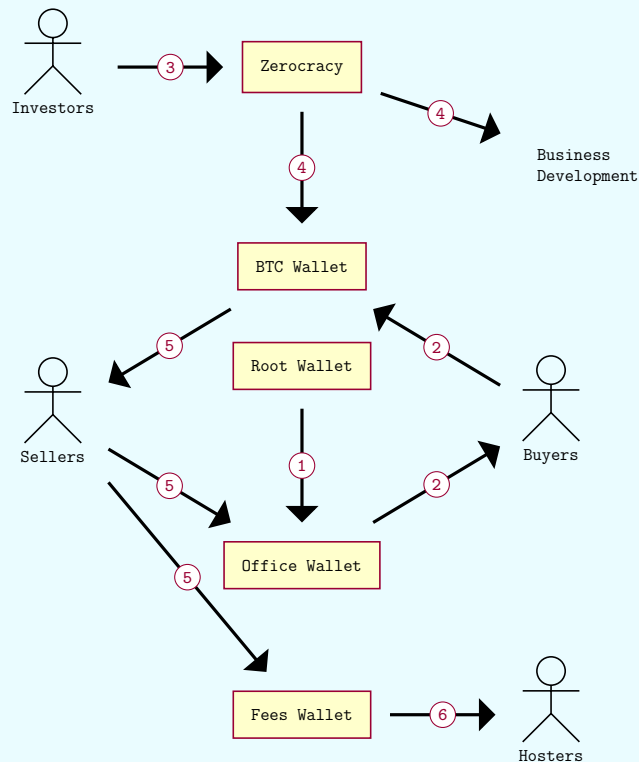 3
Zerocracy
Investors
4
4
Business
Development
BTC Wallet
5
2
Root Wallet
Sellers
Buyers
1
5
2
Office Wallet
5
Fees Wallet
6
Hosters